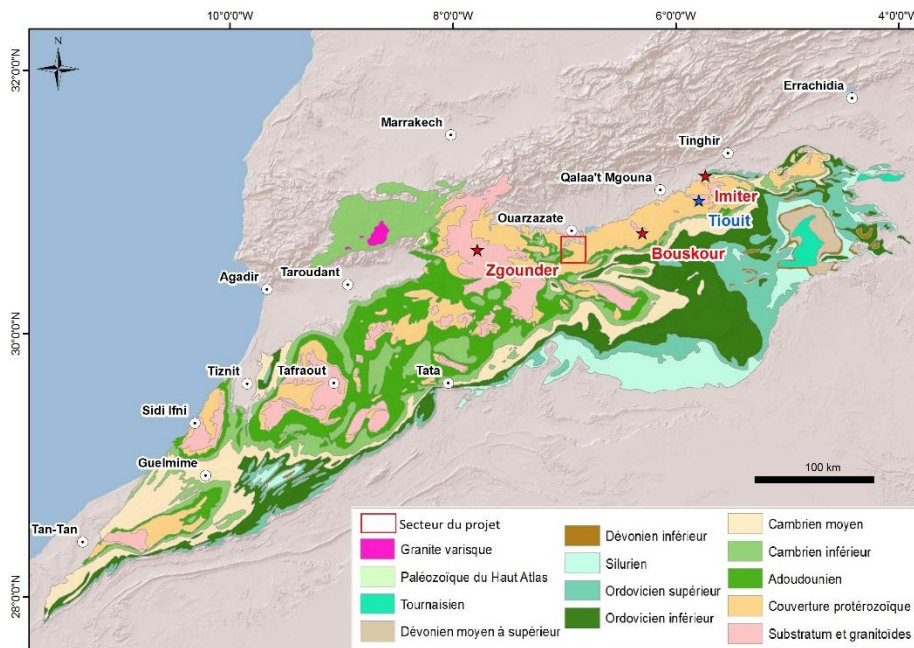 10°0'0"W
8°0'0"W
6°0'0"W
4°0'0"W
N
32°0'0"N
30°0'0"N
28°0'0"N
Errachidia
Marrakech
Tinghir
Qalaa't Mgouna
Imiter
Tiouit
Ouarzazate
Bouskour
Zgounder
Agadir
Taroudant
Tiznit
Tafraout
Tata
Sidi Ifni
Guelmime
Tan-Tan
100 km
Secteur du projet
Granite varisque
Paléozoïque du Haut Atlas
Tournaisien
Dévonien moyen à supérieur
Dévonien inférieur
Silurien
Ordovicien supérieur
Ordovicien inférieur
Cambrien moyen
Cambrien inférieur
Adoudounien
Couverture protérozoïque
Substratum et granitoïdes